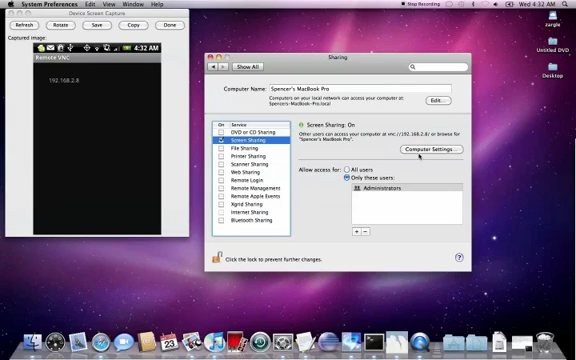 System Preferences Edit View Window Help
Stop Recording
Wed 4:32 AM
Device Screen Capture
Refresh Rotate Save Copy Done
Captured image:
4:32 AM
Remote VNC
192.168.2.8
Sharing
Show All
Computer Name: Spencer's MacBook Pro
Computers on your local network can access your computer at:
Spencers-MacBook-Pro.local
Edit...
On Service
DVD or CD Sharing
Screen Sharing
File Sharing
Printer Sharing
Scanner Sharing
Web Sharing
Remote Login
Remote Management
Remote Apple Events
Xgrid Sharing
Internet Sharing
Bluetooth Sharing
Screen Sharing: On
Other users can access your computer at vnc://192.168.2.8/ or browse for
"Spencer's MacBook Pro".
Computer Settings...
Allow access for: All users
Only these users:
Administrators
+ −
Click the lock to prevent further changes.
?
zargle
Untitled DVD
Desktop
23